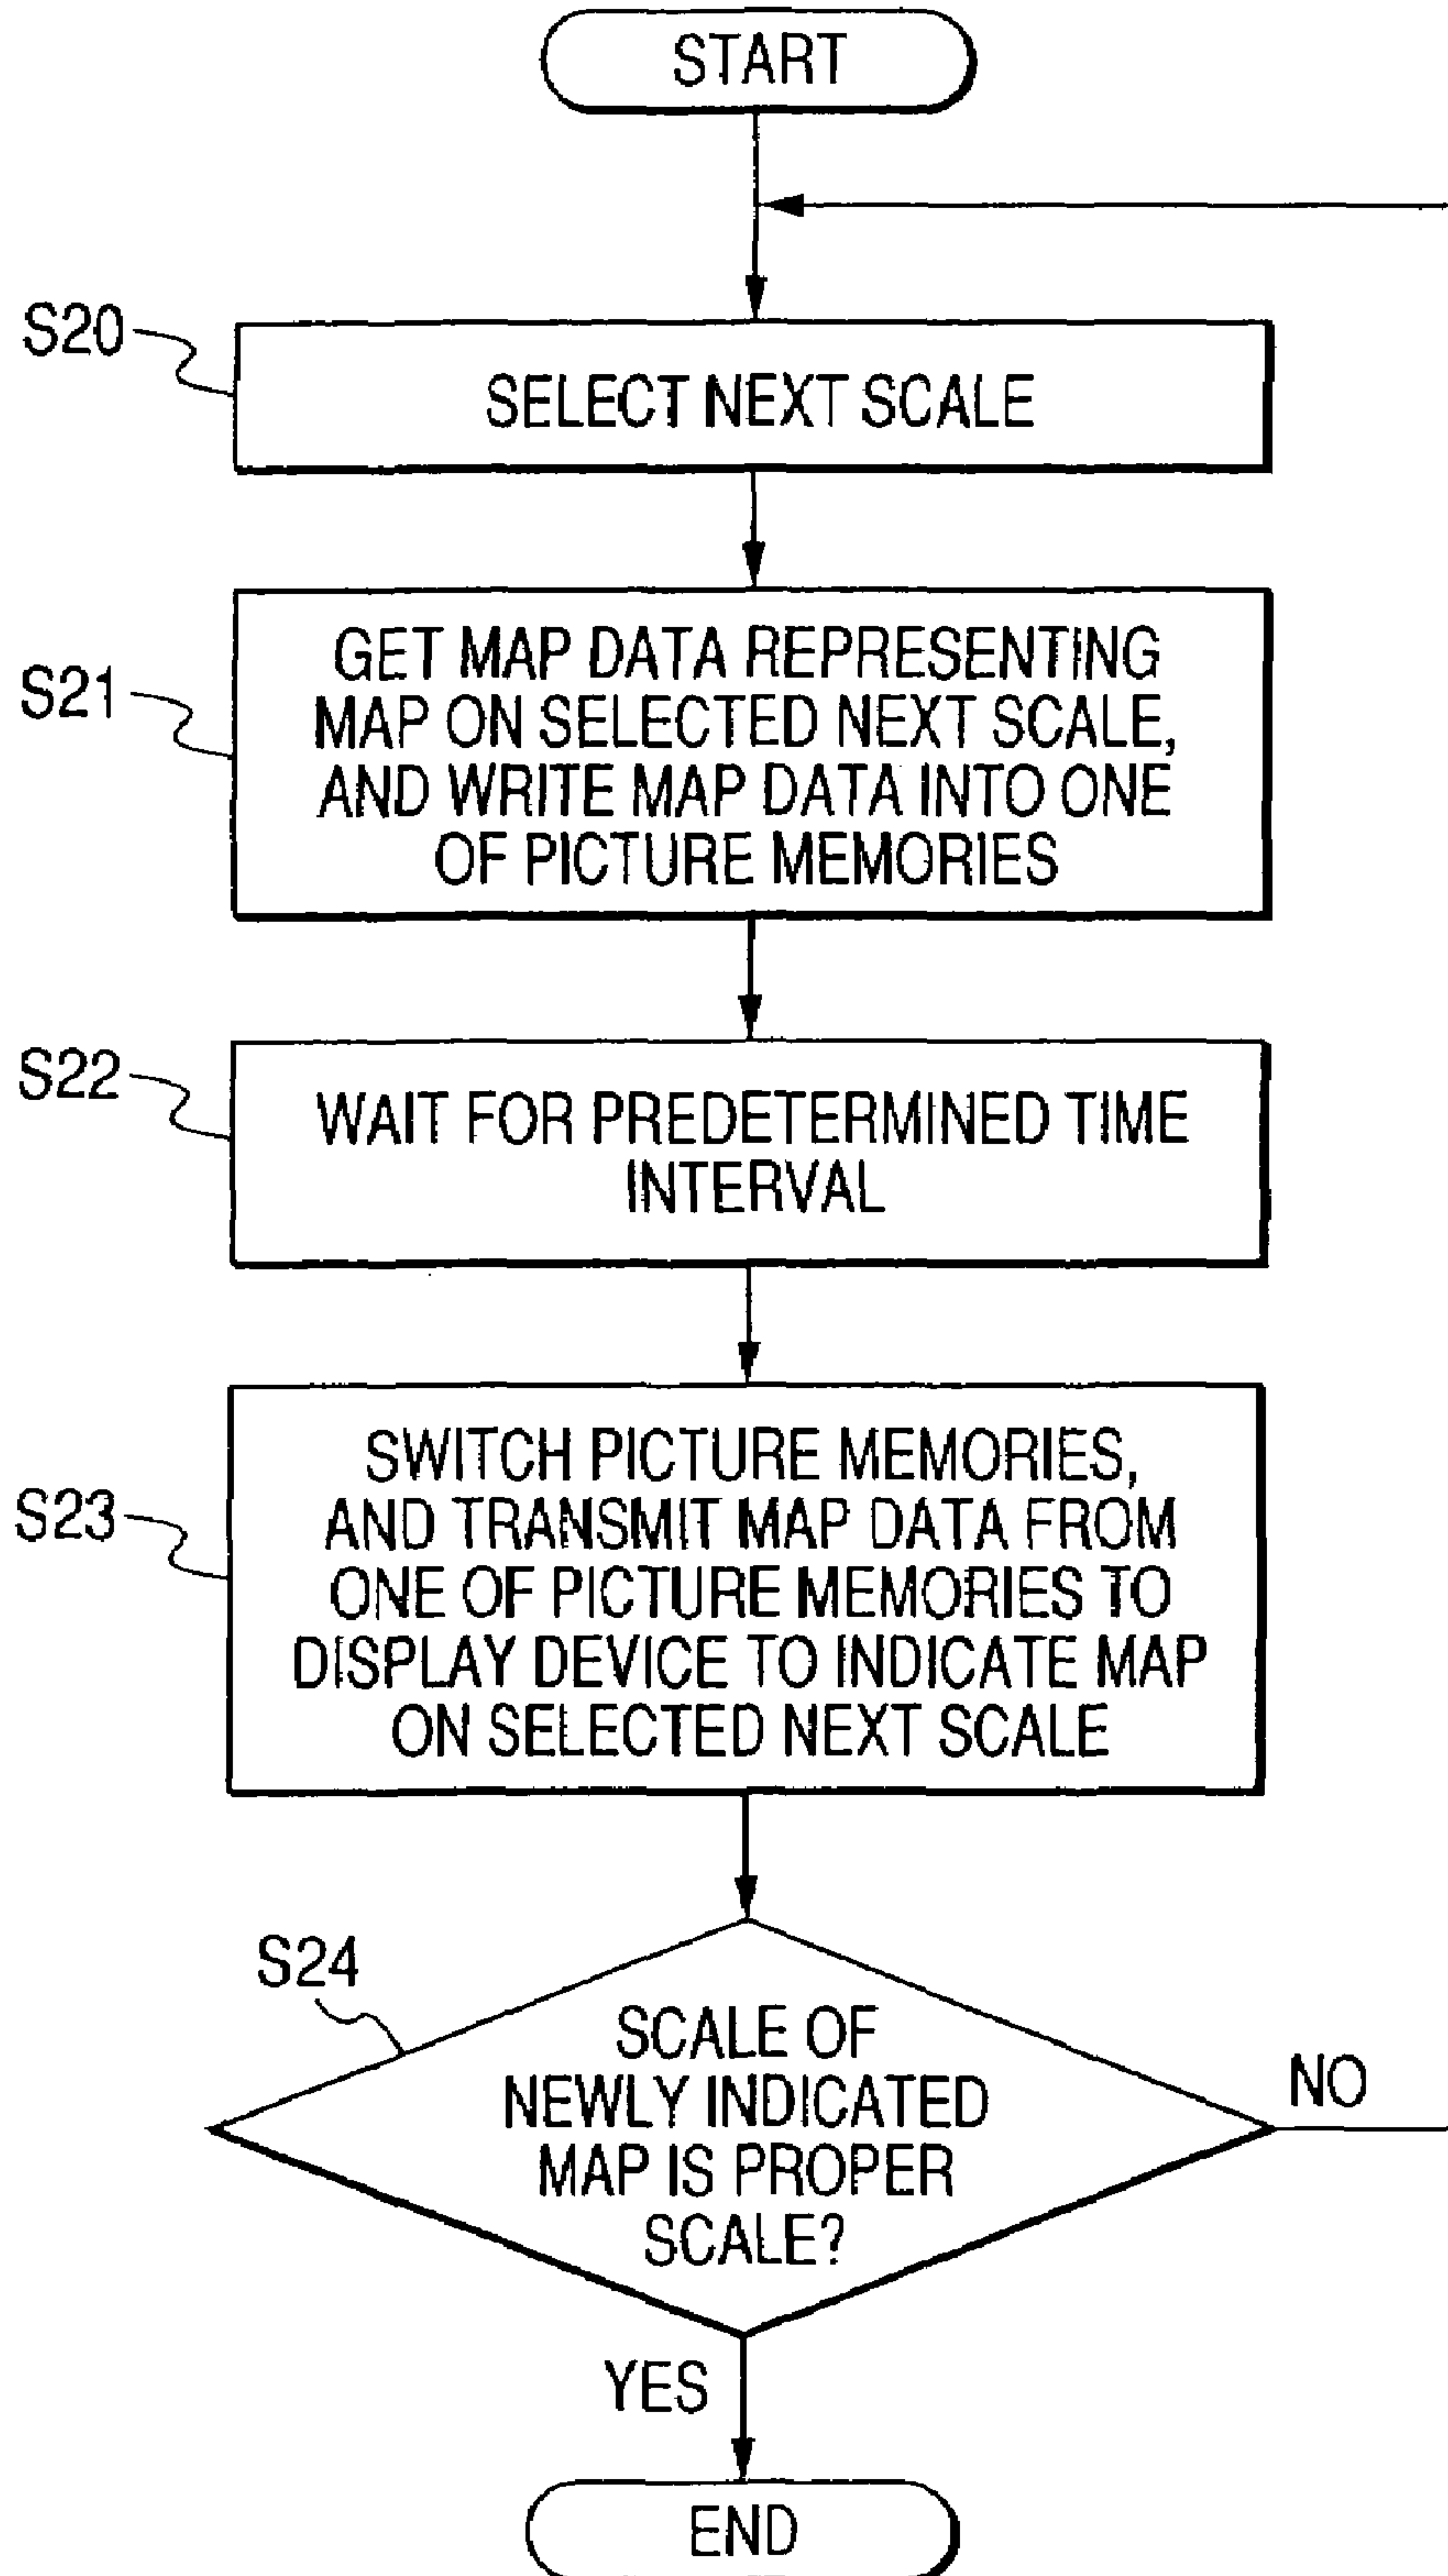 START
S20
SELECT NEXT SCALE
S21
GET MAP DATA REPRESENTING
MAP ON SELECTED NEXT SCALE,
AND WRITE MAP DATA INTO ONE
OF PICTURE MEMORIES
S22
WAIT FOR PREDETERMINED TIME
INTERVAL
S23
SWITCH PICTURE MEMORIES,
AND TRANSMIT MAP DATA FROM
ONE OF PICTURE MEMORIES TO
DISPLAY DEVICE TO INDICATE MAP
ON SELECTED NEXT SCALE
S24
SCALE OF
NEWLY INDICATED
MAP IS PROPER
SCALE?
NO
YES
END